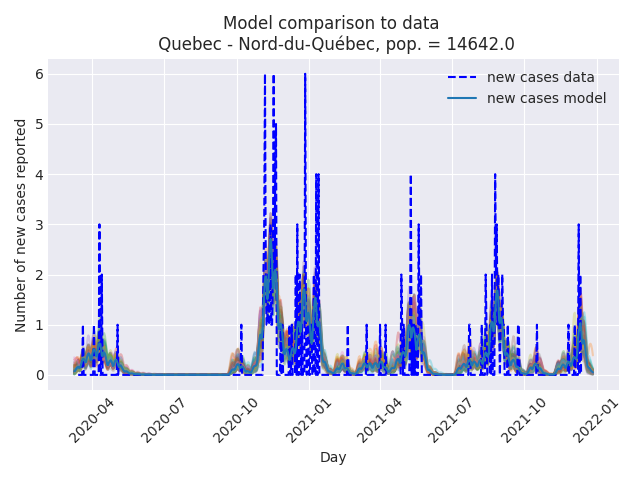 Model comparison to data
Quebec - Nord-du-Québec, pop. = 14642.0
new cases data
new cases model
Number of new cases reported
6
5
4
3
2
1
0
2020-04
2020-07
2020-10
2021-01
2021-04
2021-07
2021-10
2022-01
Day